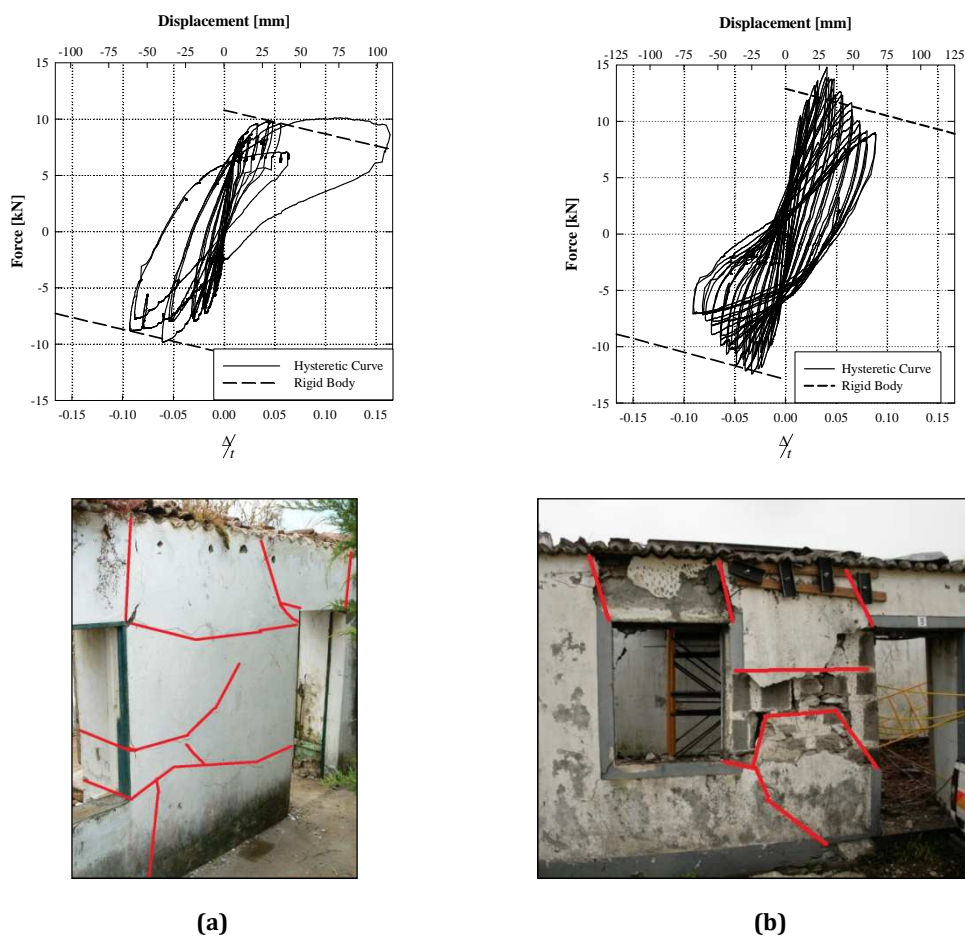 Displacement [mm]
-100 -75 -50 -25 0 25 50 75 100
15
10
5
0
-5
-10
-15
Force [kN]
Hysteretic Curve
Rigid Body
-0.15 -0.10 -0.05 0.00 0.05 0.10 0.15
Δ/t
Displacement [mm]
-125 -100 -75 -50 -25 0 25 50 75 100 125
15
10
5
0
-5
-10
-15
Force [kN]
Hysteretic Curve
Rigid Body
-0.15 -0.10 -0.05 0.00 0.05 0.10 0.15
Δ/t
(a)
(b)